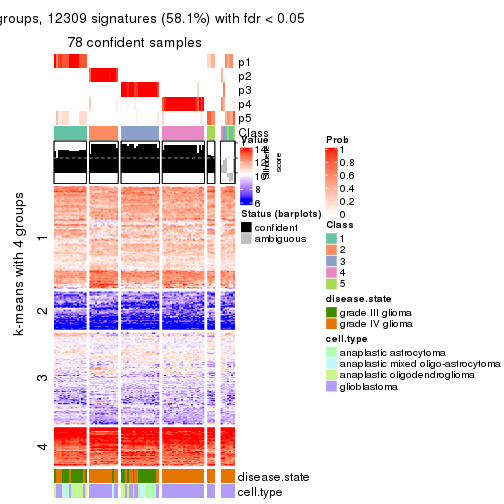 groups, 12309 signatures (58.1%) with fdr < 0.05
78 confident samples
p1
p2
p3
p4
p5
Class
Value
14
12
10
8
6
Silhouette
score
Prob
1
0.8
0.6
0.4
0.2
0
Status (barplots)
confident
ambiguous
Class
1
2
3
4
5
disease.state
grade III glioma
grade IV glioma
cell.type
anaplastic astrocytoma
anaplastic mixed oligo-astrocytoma
anaplastic oligodendroglioma
glioblastoma
k-means with 4 groups
1
2
3
4
disease.state
cell.type